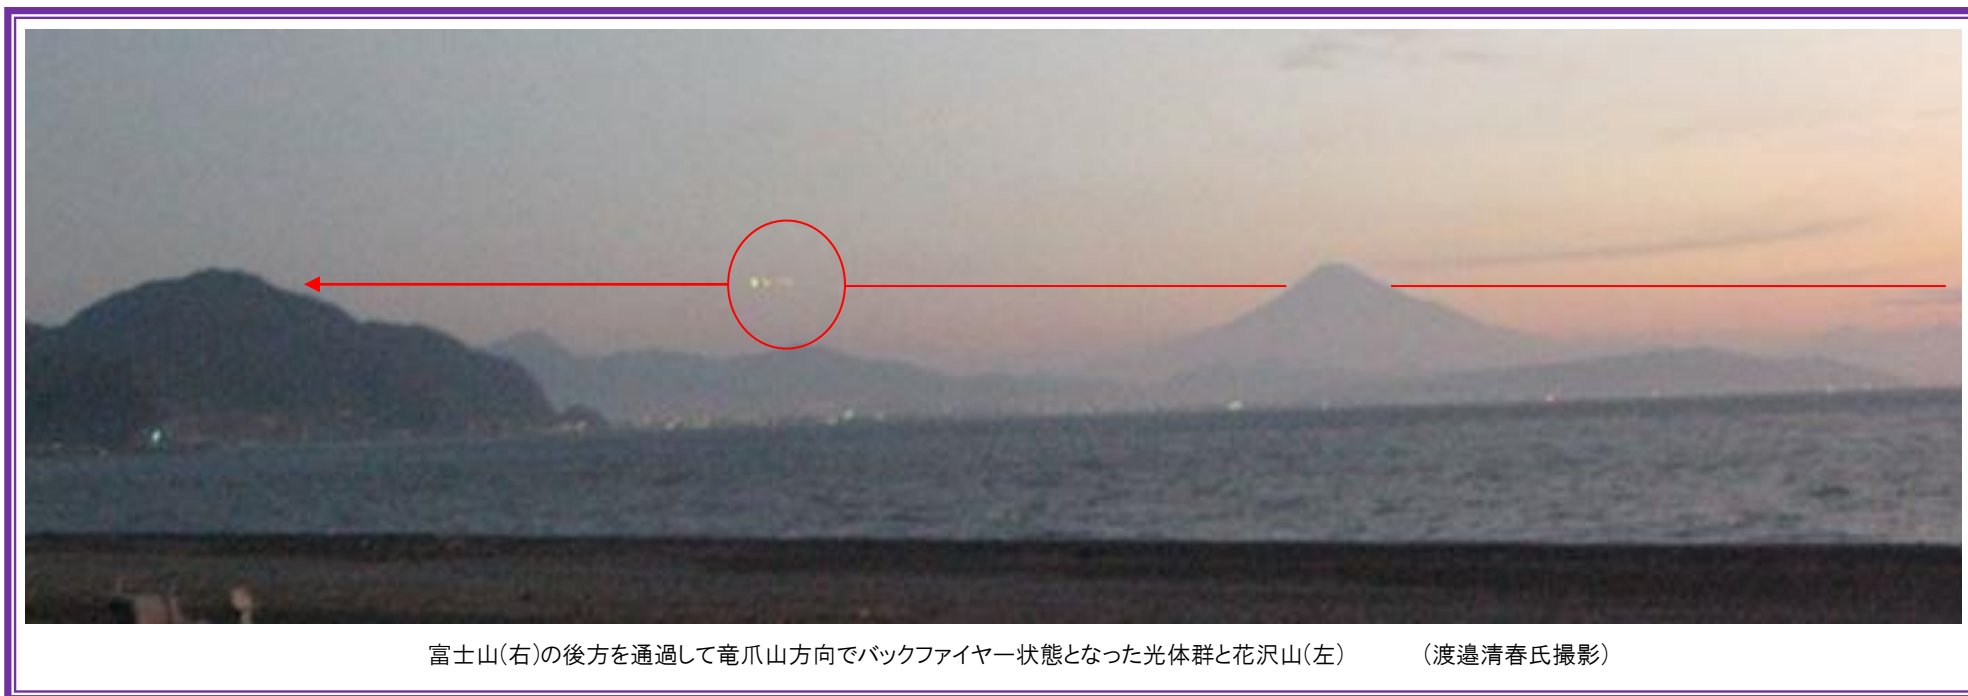 富士山(右)の後方を通過して竜爪山方向でバックファイヤー状態となった光体群と花沢山(左)　　　(渡邉清春氏撮影)